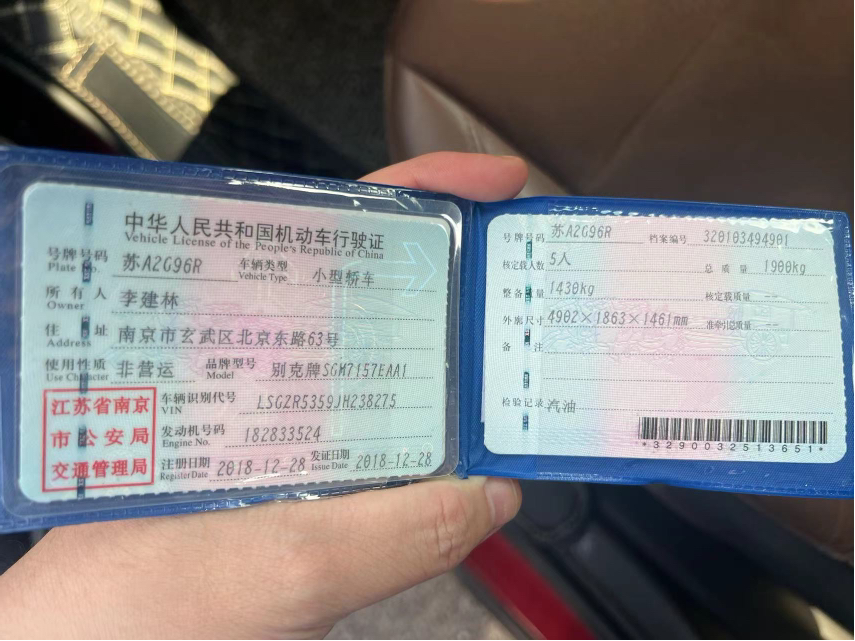 中华人民共和国机动车行驶证
Vehicle License of the People's Republic of China
号牌号码 苏A2G96R 车辆类型 小型轿车
Plate No. Vehicle Type
所有人 李建林
Owner
住址 南京市玄武区北京东路63号
Address
使用性质 非营运 品牌型号 别克牌SGM7157EAA1
Use Character Model
江苏省南京
市公安局
交通管理局
车辆识别代号 LSGZR5359JH238275
VIN
发动机号码 182833524
Engine No.
注册日期 2018-12-28 发证日期 2018-12-28
Register Date Issue Date
号牌号码 苏A2G96R 档案编号 320103494901
核定载人数 5人 总质量 1900kg
整备质量 1430kg 核定载质量 --
外廓尺寸 4902×1863×1461mm 准牵引总质量 --
备注
检验记录 汽油
*3290032513651*